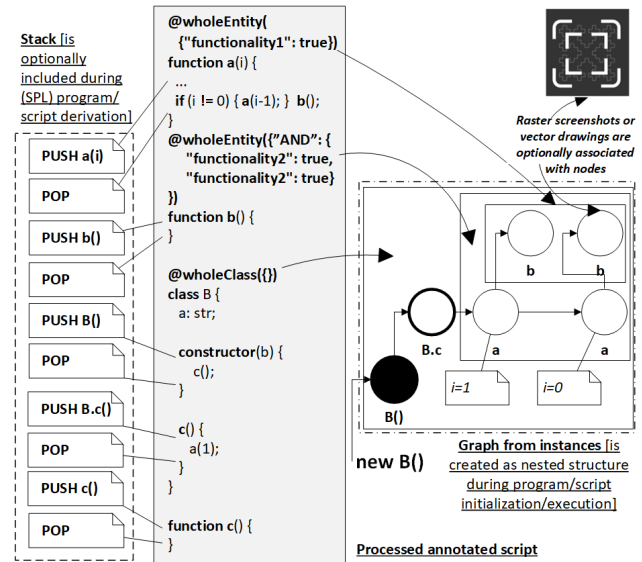 Stack [is
optionally
included during
(SPL) program/
script derivation]
PUSH a(i)
POP
PUSH b()
POP
PUSH B()
POP
PUSH B.c()
POP
PUSH c()
POP
@wholeEntity(
{"functionality1": true})
function a(i) {
...
if (i != 0) { a(i-1); } b();
}
@wholeEntity({”AND”: {
"functionality2": true,
"functionality2": true}
})
function b() {
}
@wholeClass({})
class B {
a: str;
constructor(b) {
c();
}
c() {
a(1);
}
}
function c() {
}
Raster screenshots or
vector drawings are
optionally associated
with nodes
b
b
B.c
a
a
i=1
i=0
B()
new B()
Graph from instances [is
created as nested structure
during program/script
initialization/execution]
Processed annotated script